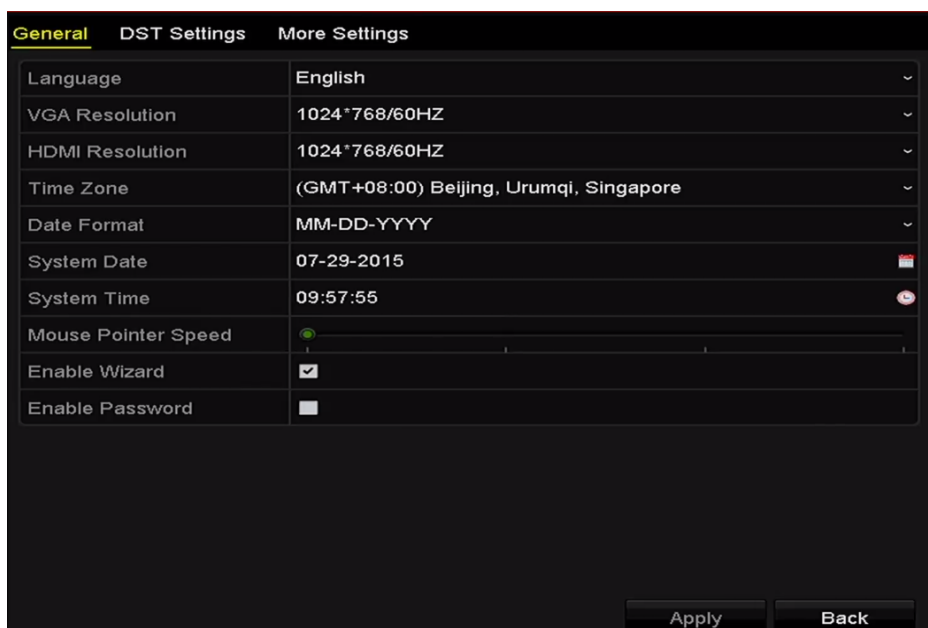 General DST Settings More Settings
Language English
VGA Resolution 1024*768/60HZ
HDMI Resolution 1024*768/60HZ
Time Zone (GMT+08:00) Beijing, Urumqi, Singapore
Date Format MM-DD-YYYY
System Date 07-29-2015
System Time 09:57:55
Mouse Pointer Speed
Enable Wizard
Enable Password
Apply Back